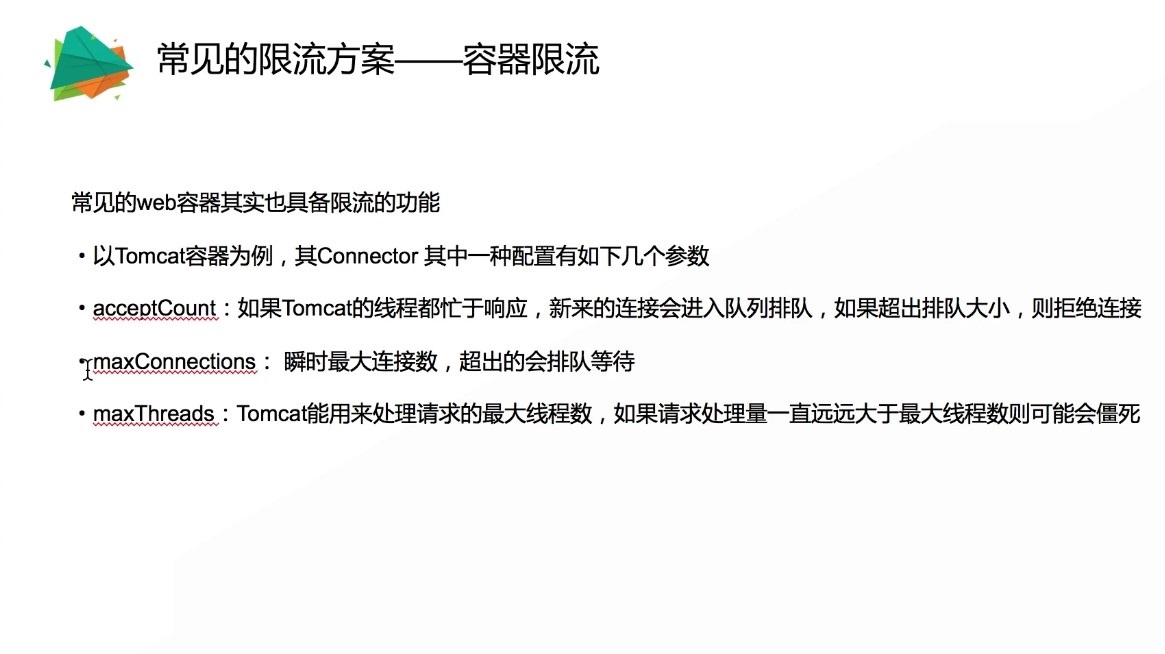 常见的限流方案——容器限流
常见的web容器其实也具备限流的功能
• 以Tomcat容器为例，其Connector 其中一种配置有如下几个参数
• acceptCount：如果Tomcat的线程都忙于响应，新来的连接会进入队列排队，如果超出排队大小，则拒绝连接
• maxConnections： 瞬时最大连接数，超出的会排队等待
• maxThreads：Tomcat能用来处理请求的最大线程数，如果请求处理量一直远远大于最大线程数则可能会僵死